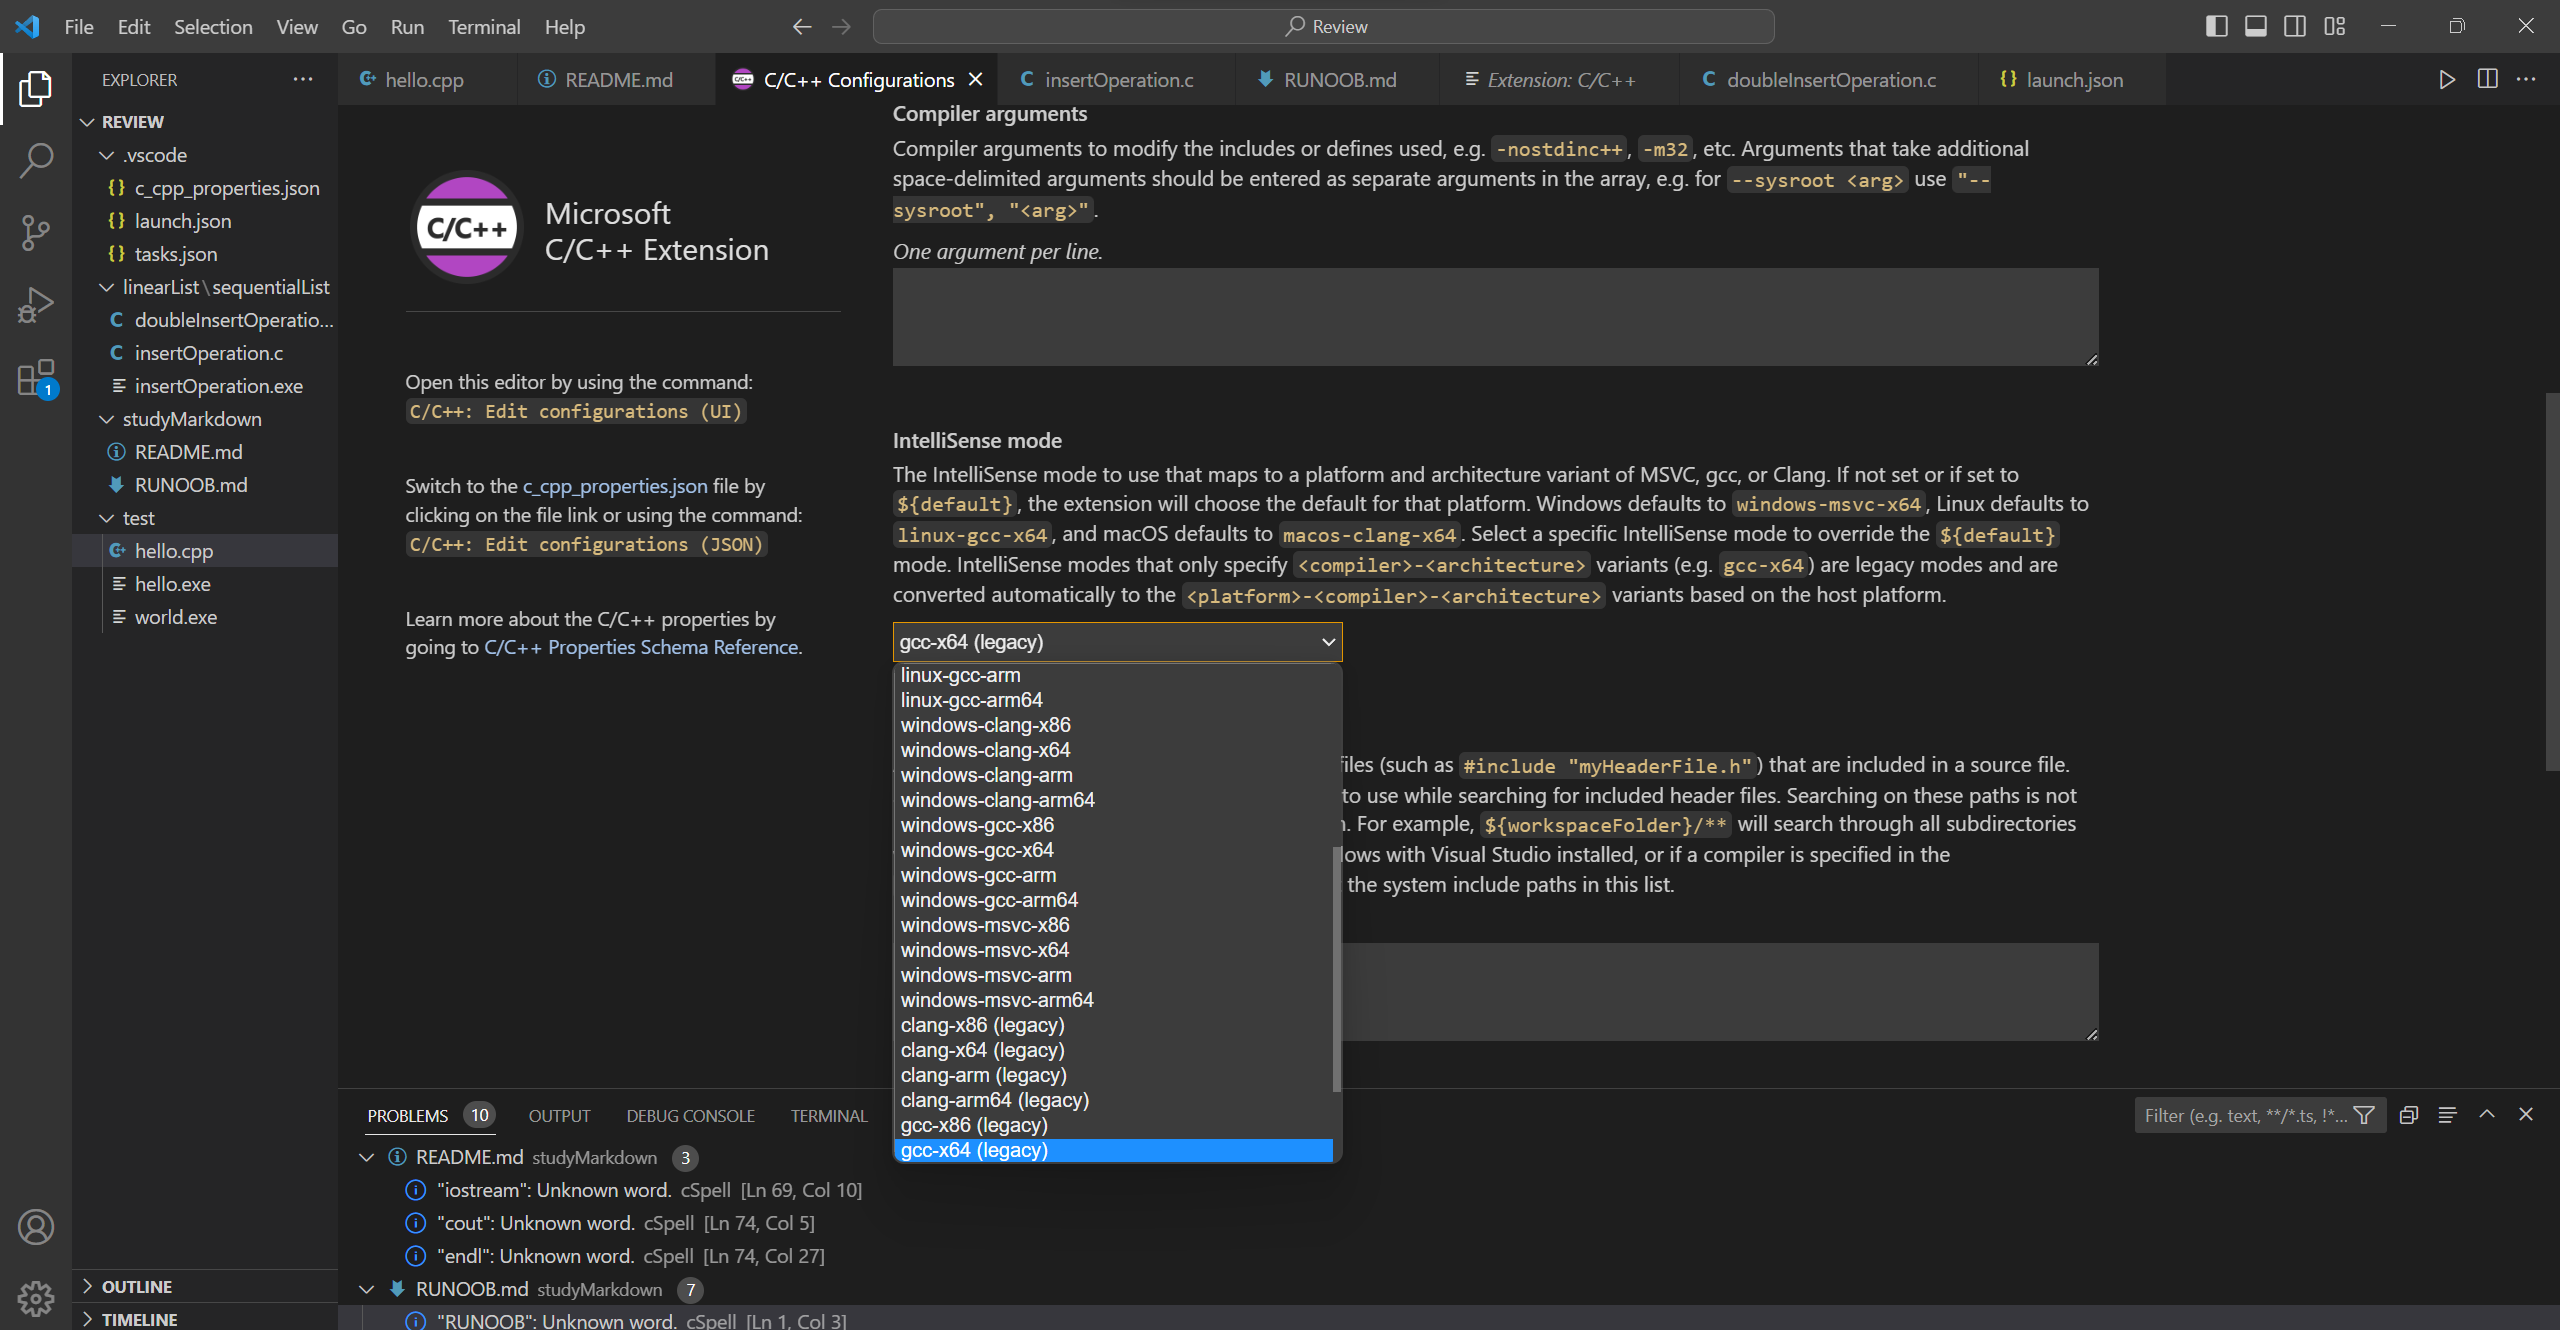 File Edit Selection View Go Run Terminal Help
Review
EXPLORER
hello.cpp
README.md
C/C++ Configurations
insertOperation.c
RUNOOB.md
Extension: C/C++
doubleInsertOperation.c
launch.json
REVIEW
.vscode
c_cpp_properties.json
launch.json
tasks.json
linearList\sequentialList
doubleInsertOperatio...
insertOperation.c
insertOperation.exe
studyMarkdown
README.md
RUNOOB.md
test
hello.cpp
hello.exe
world.exe
1
OUTLINE
TIMELINE
C/C++
Microsoft
C/C++ Extension
Open this editor by using the command:
C/C++: Edit configurations (UI)
Switch to the c_cpp_properties.json file by
clicking on the file link or using the command:
C/C++: Edit configurations (JSON)
Learn more about the C/C++ properties by
going to C/C++ Properties Schema Reference.
Compiler arguments
Compiler arguments to modify the includes or defines used, e.g. -nostdinc++, -m32, etc. Arguments that take additional
space-delimited arguments should be entered as separate arguments in the array, e.g. for --sysroot <arg> use "--
sysroot", "<arg>".
One argument per line.
IntelliSense mode
The IntelliSense mode to use that maps to a platform and architecture variant of MSVC, gcc, or Clang. If not set or if set to
${default}, the extension will choose the default for that platform. Windows defaults to windows-msvc-x64, Linux defaults to
linux-gcc-x64, and macOS defaults to macos-clang-x64. Select a specific IntelliSense mode to override the ${default}
mode. IntelliSense modes that only specify <compiler>-<architecture> variants (e.g. gcc-x64) are legacy modes and are
converted automatically to the <platform>-<compiler>-<architecture> variants based on the host platform.
gcc-x64 (legacy)
linux-gcc-arm
linux-gcc-arm64
windows-clang-x86
windows-clang-x64
windows-clang-arm
windows-clang-arm64
windows-gcc-x86
windows-gcc-x64
windows-gcc-arm
windows-gcc-arm64
windows-msvc-x86
windows-msvc-x64
windows-msvc-arm
windows-msvc-arm64
clang-x86 (legacy)
clang-x64 (legacy)
clang-arm (legacy)
clang-arm64 (legacy)
gcc-x86 (legacy)
gcc-x64 (legacy)
iles (such as #include "myHeaderFile.h") that are included in a source file.
to use while searching for included header files. Searching on these paths is not
. For example, ${workspaceFolder}/** will search through all subdirectories
ows with Visual Studio installed, or if a compiler is specified in the
the system include paths in this list.
PROBLEMS 10 OUTPUT DEBUG CONSOLE TERMINAL
Filter (e.g. text, **/*.ts, !*...
README.md studyMarkdown 3
"iostream": Unknown word. cSpell [Ln 69, Col 10]
"cout": Unknown word. cSpell [Ln 74, Col 5]
"endl": Unknown word. cSpell [Ln 74, Col 27]
RUNOOB.md studyMarkdown 7
"RUNOOB": Unknown word. cSpell [Ln 1, Col 3]